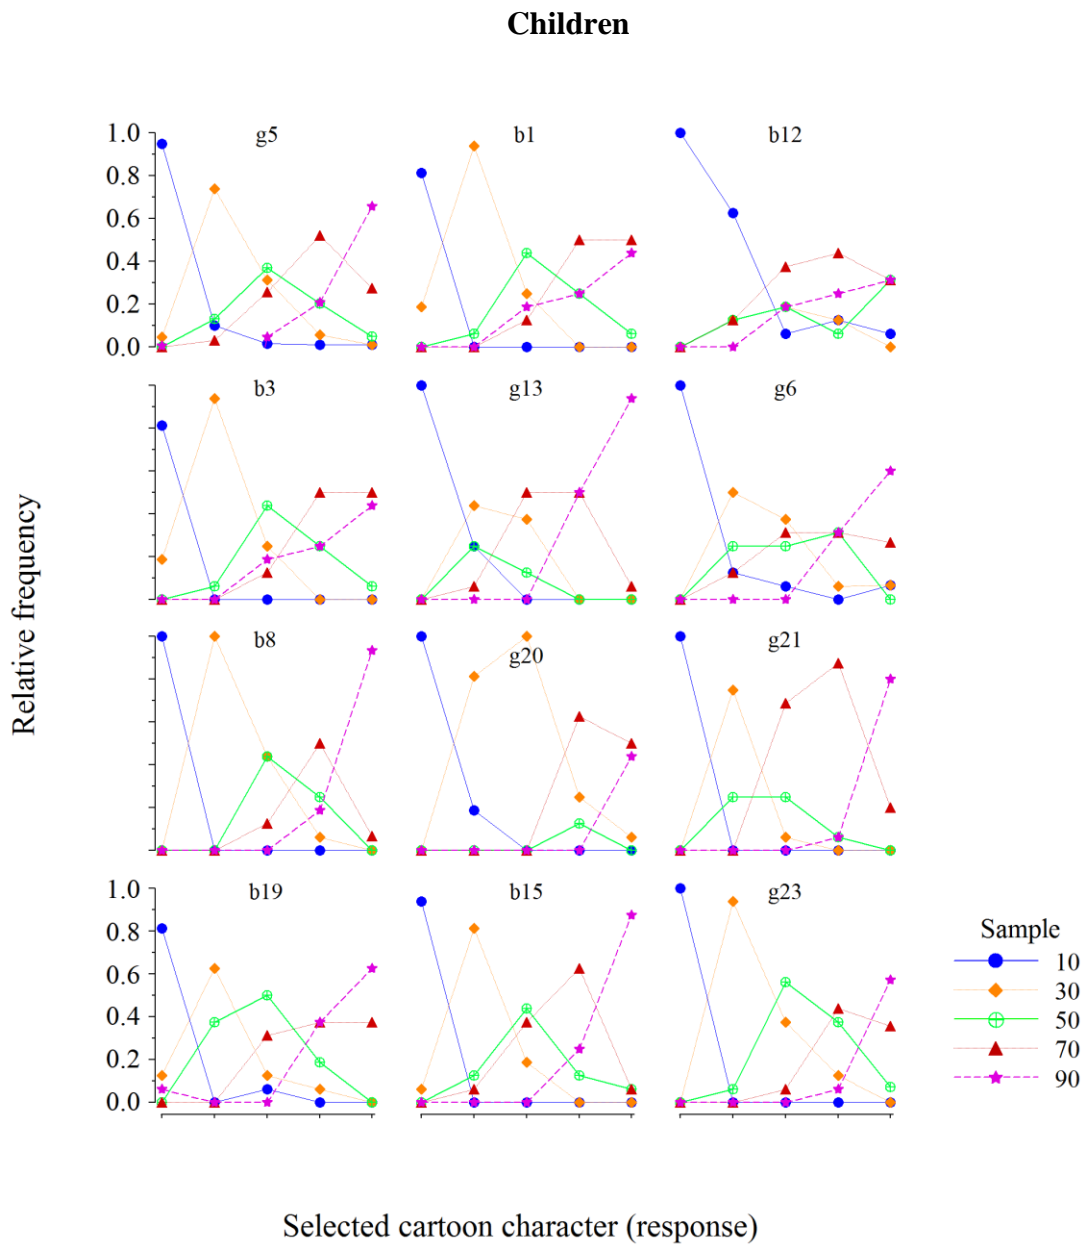 Children
g5
b1
b12
1.0
0.8
0.6
0.4
0.2
0.0
b3
g13
g6
Relative frequency
b8
g20
g21
b19
b15
g23
1.0
0.8
0.6
0.4
0.2
0.0
Sample
10
30
50
70
90
Selected cartoon character (response)